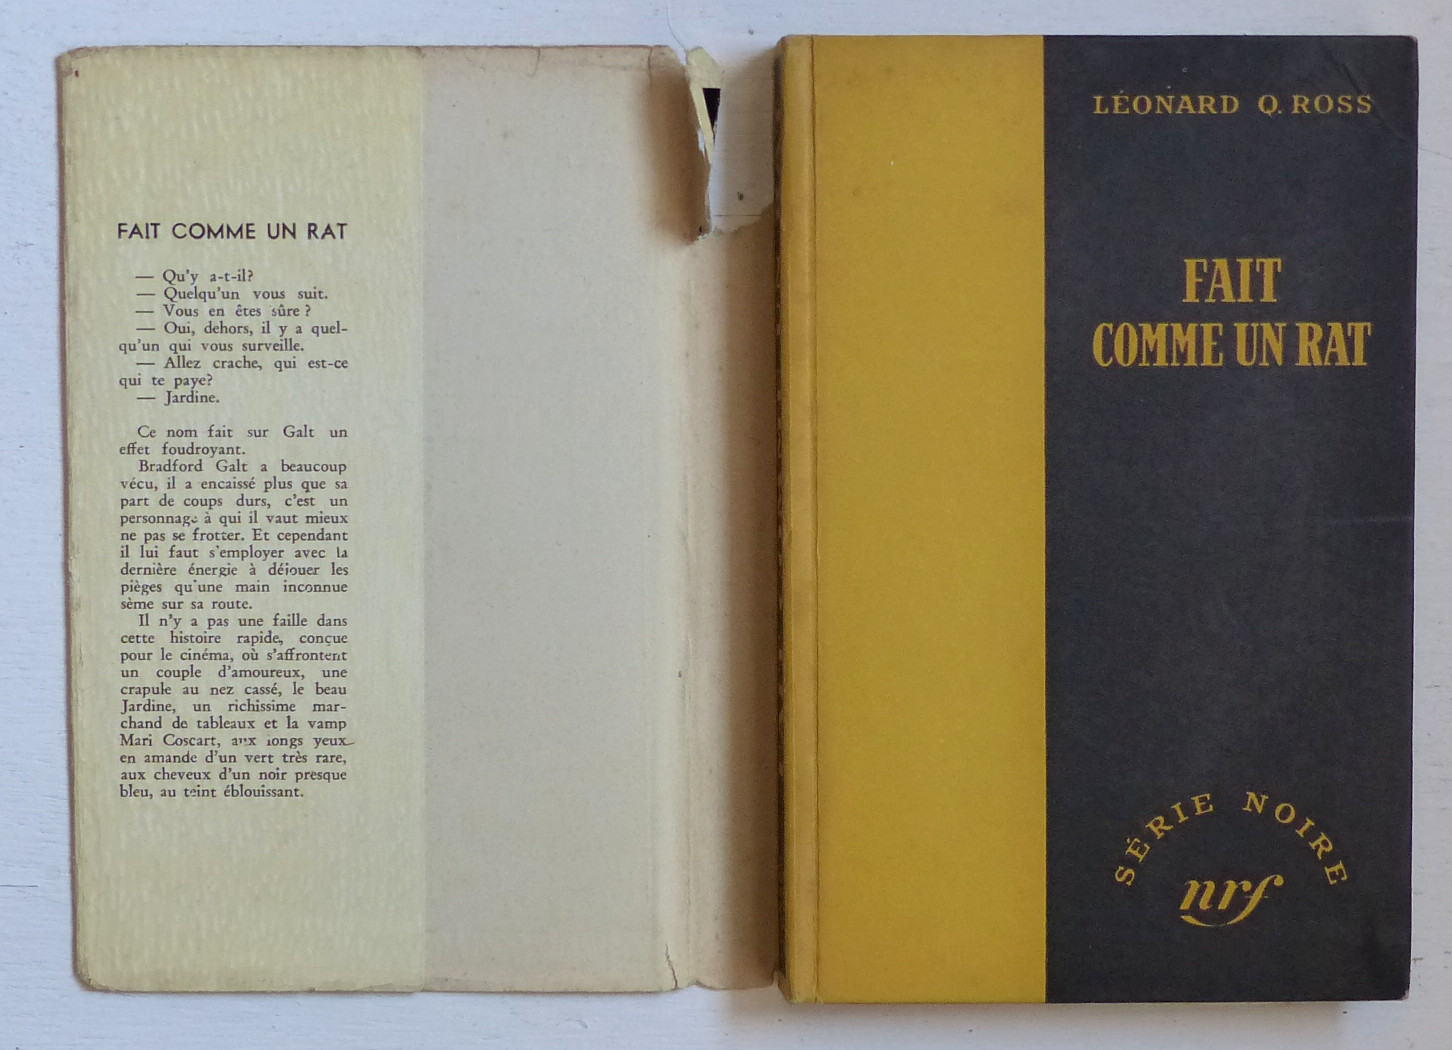 FAIT COMME UN RAT
— Qu'y a-t-il?
— Quelqu'un vous suit.
— Vous en êtes sûre ?
— Oui, dehors, il y a quel-
qu'un qui vous surveille.
— Allez crache, qui est-ce
qui te paye?
— Jardine.
Ce nom fait sur Galt un
effet foudroyant.
Bradford Galt a beaucoup
vécu, il a encaissé plus que sa
part de coups durs, c'est un
personnage à qui il vaut mieux
ne pas se frotter. Et cependant
il lui faut s'employer avec la
dernière énergie à déjouer les
pièges qu'une main inconnue
sème sur sa route.
Il n'y a pas une faille dans
cette histoire rapide, conçue
pour le cinéma, où s'affrontent
un couple d'amoureux, une
crapule au nez cassé, le beau
Jardine, un richissime mar-
chand de tableaux et la vamp
Mari Coscart, aux longs yeux
en amande d'un vert très rare,
aux cheveux d'un noir presque
bleu, au teint éblouissant.
LÉONARD Q. ROSS
FAIT
COMME UN RAT
SÉRIE NOIRE
nrf